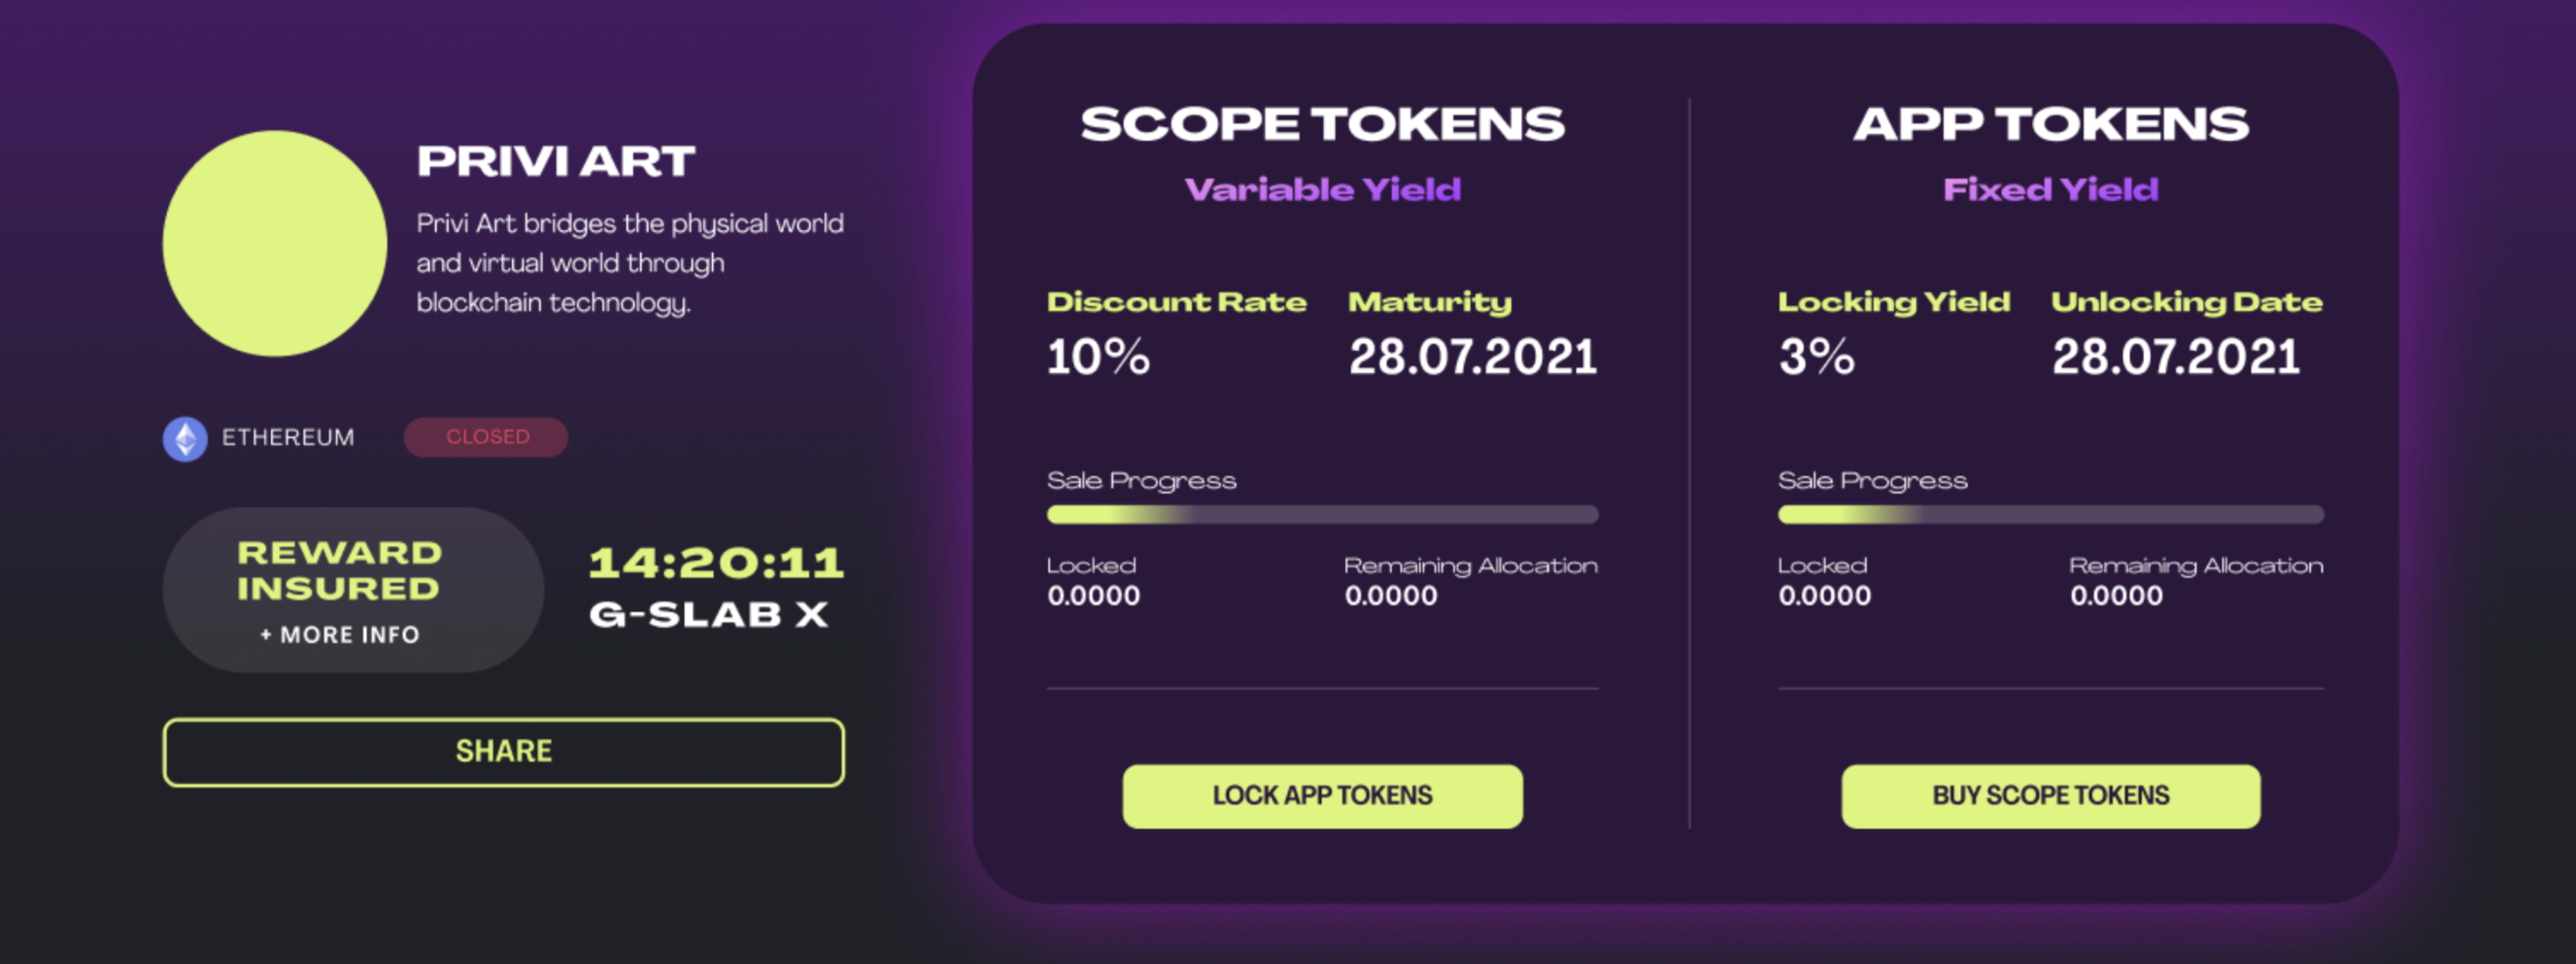 PRIVI ART
Privi Art bridges the physical world
and virtual world through
blockchain technology.
ETHEREUM
CLOSED
REWARD
INSURED
+ MORE INFO
14:20:11
G-SLAB X
SHARE
SCOPE TOKENS
Variable Yield
Discount Rate
10%
Maturity
28.07.2021
Sale Progress
Locked
0.0000
Remaining Allocation
0.0000
LOCK APP TOKENS
APP TOKENS
Fixed Yield
Locking Yield
3%
Unlocking Date
28.07.2021
Sale Progress
Locked
0.0000
Remaining Allocation
0.0000
BUY SCOPE TOKENS